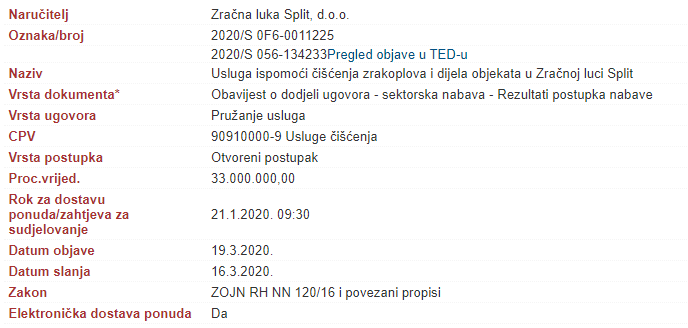 Naručitelj Zračna luka Split, d.o.o.
Oznaka/broj 2020/S 0F6-0011225
2020/S 056-134233Pregled objave u TED-u
Naziv Usluga ispomoći čišćenja zrakoplova i dijela objekata u Zračnoj luci Split
Vrsta dokumenta* Obavijest o dodjeli ugovora - sektorska nabava - Rezultati postupka nabave
Vrsta ugovora Pružanje usluga
CPV 90910000-9 Usluge čišćenja
Vrsta postupka Otvoreni postupak
Proc.vrijed. 33.000.000,00
Rok za dostavu
ponuda/zahtjeva za 21.1.2020. 09:30
sudjelovanje
Datum objave 19.3.2020.
Datum slanja 16.3.2020.
Zakon ZOJN RH NN 120/16 i povezani propisi
Elektronička dostava ponuda Da